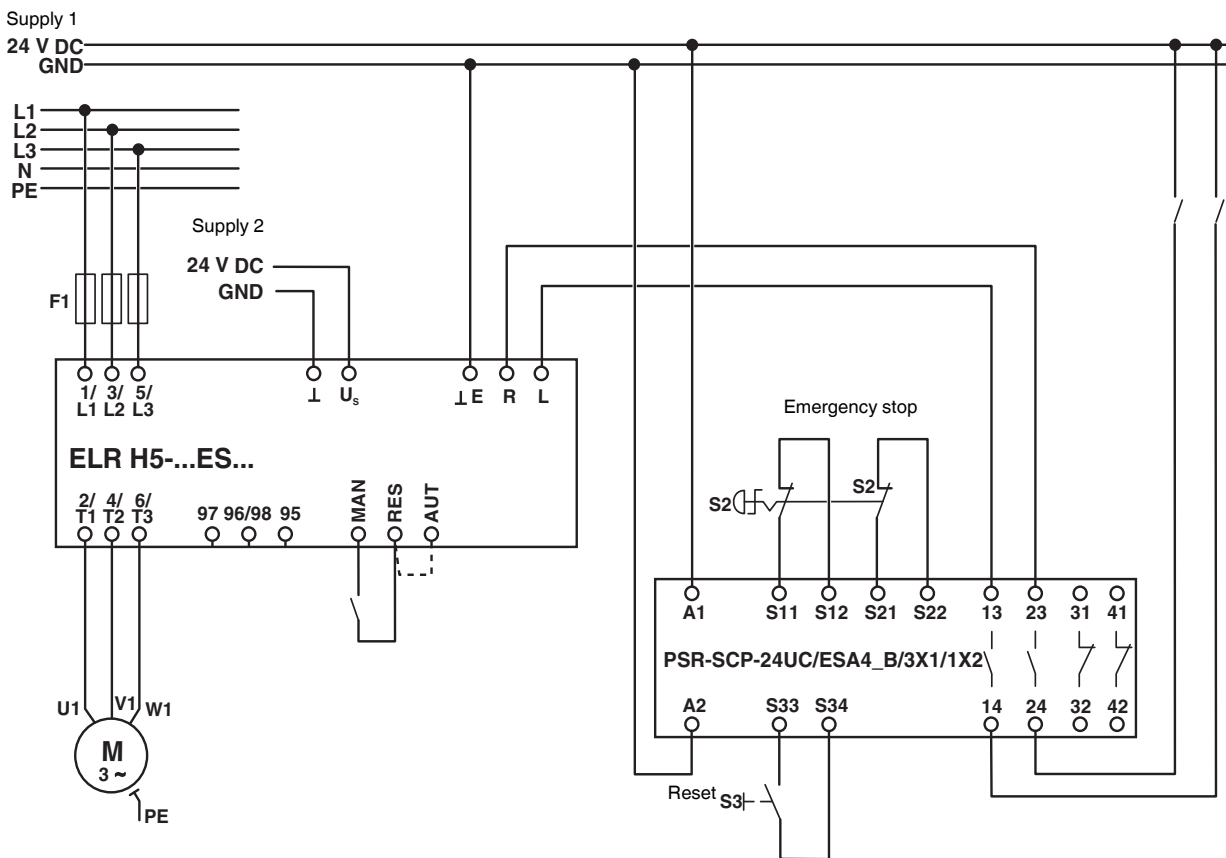 Supply 1
24 V DC
GND
L1
L2
L3
N
PE
Supply 2
24 V DC
GND
F1
1/ 3/ 5/
L1 L2 L3
⊥ Us ⊥ E R L
ELR H5-...ES...
2/ 4/ 6/
T1 T2 T3
97 96/98 95
MAN RES AUT
U1 V1 W1
M
3 ~
PE
Emergency stop
S2 S2
A1 S11 S12 S21 S22 13 23 31 41
PSR-SCP-24UC/ESA4_B/3X1/1X2
A2 S33 S34 14 24 32 42
Reset S3